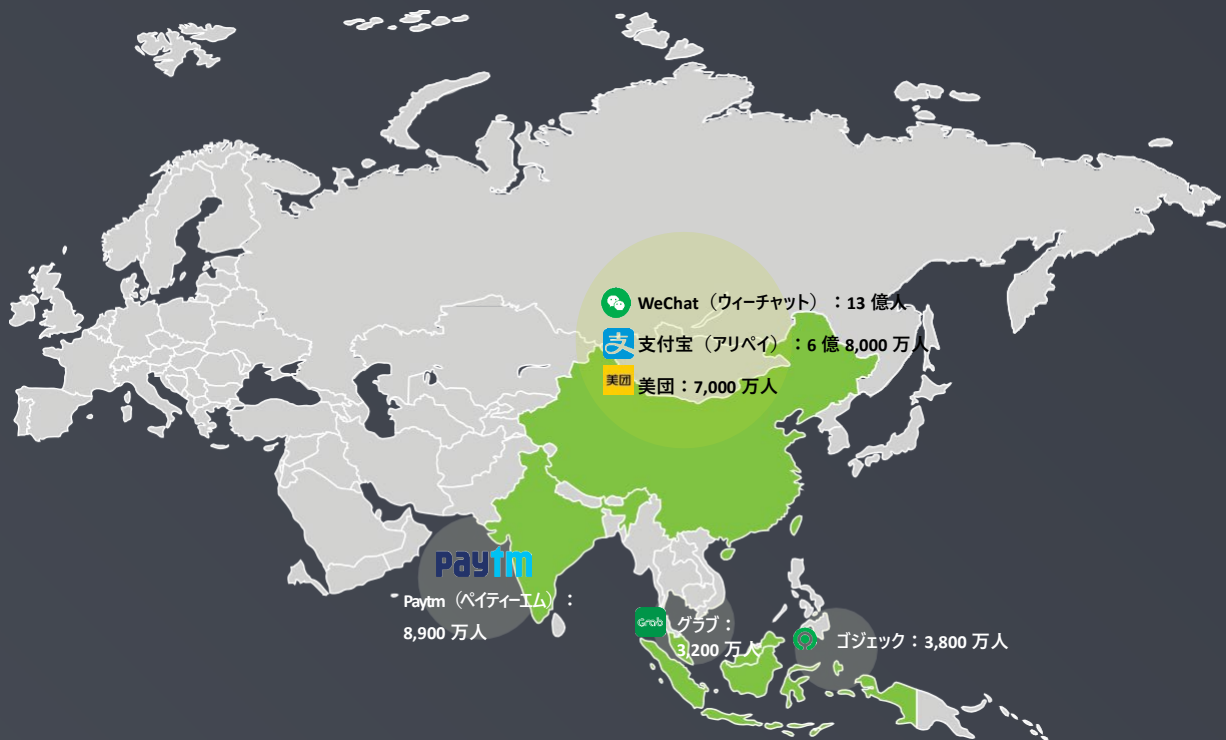 WeChat（ウィーチャット）：13 億人
支 支付宝（アリペイ）：6 億 8,000 万人
美团 美団：7,000 万人
paytm
Paytm（ペイティーエム）：
8,900 万人
Grab グラブ：
3,200 万人
ゴジェック：3,800 万人